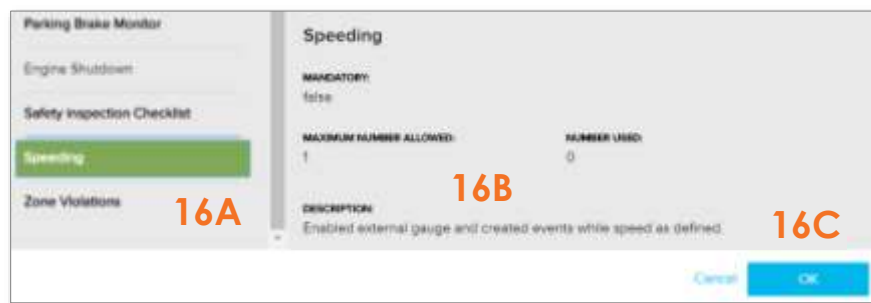 Parking Brake Monitor
Engine Shutdown
Safety Inspection Checklist
Speeding
Zone Violations
16A
Speeding
MANDATORY:
false
MAXIMUM NUMBER ALLOWED:
1
NUMBER USED:
0
16B
DESCRIPTION:
Enabled external gauge and created events while speed as defined.
16C
Cancel
OK